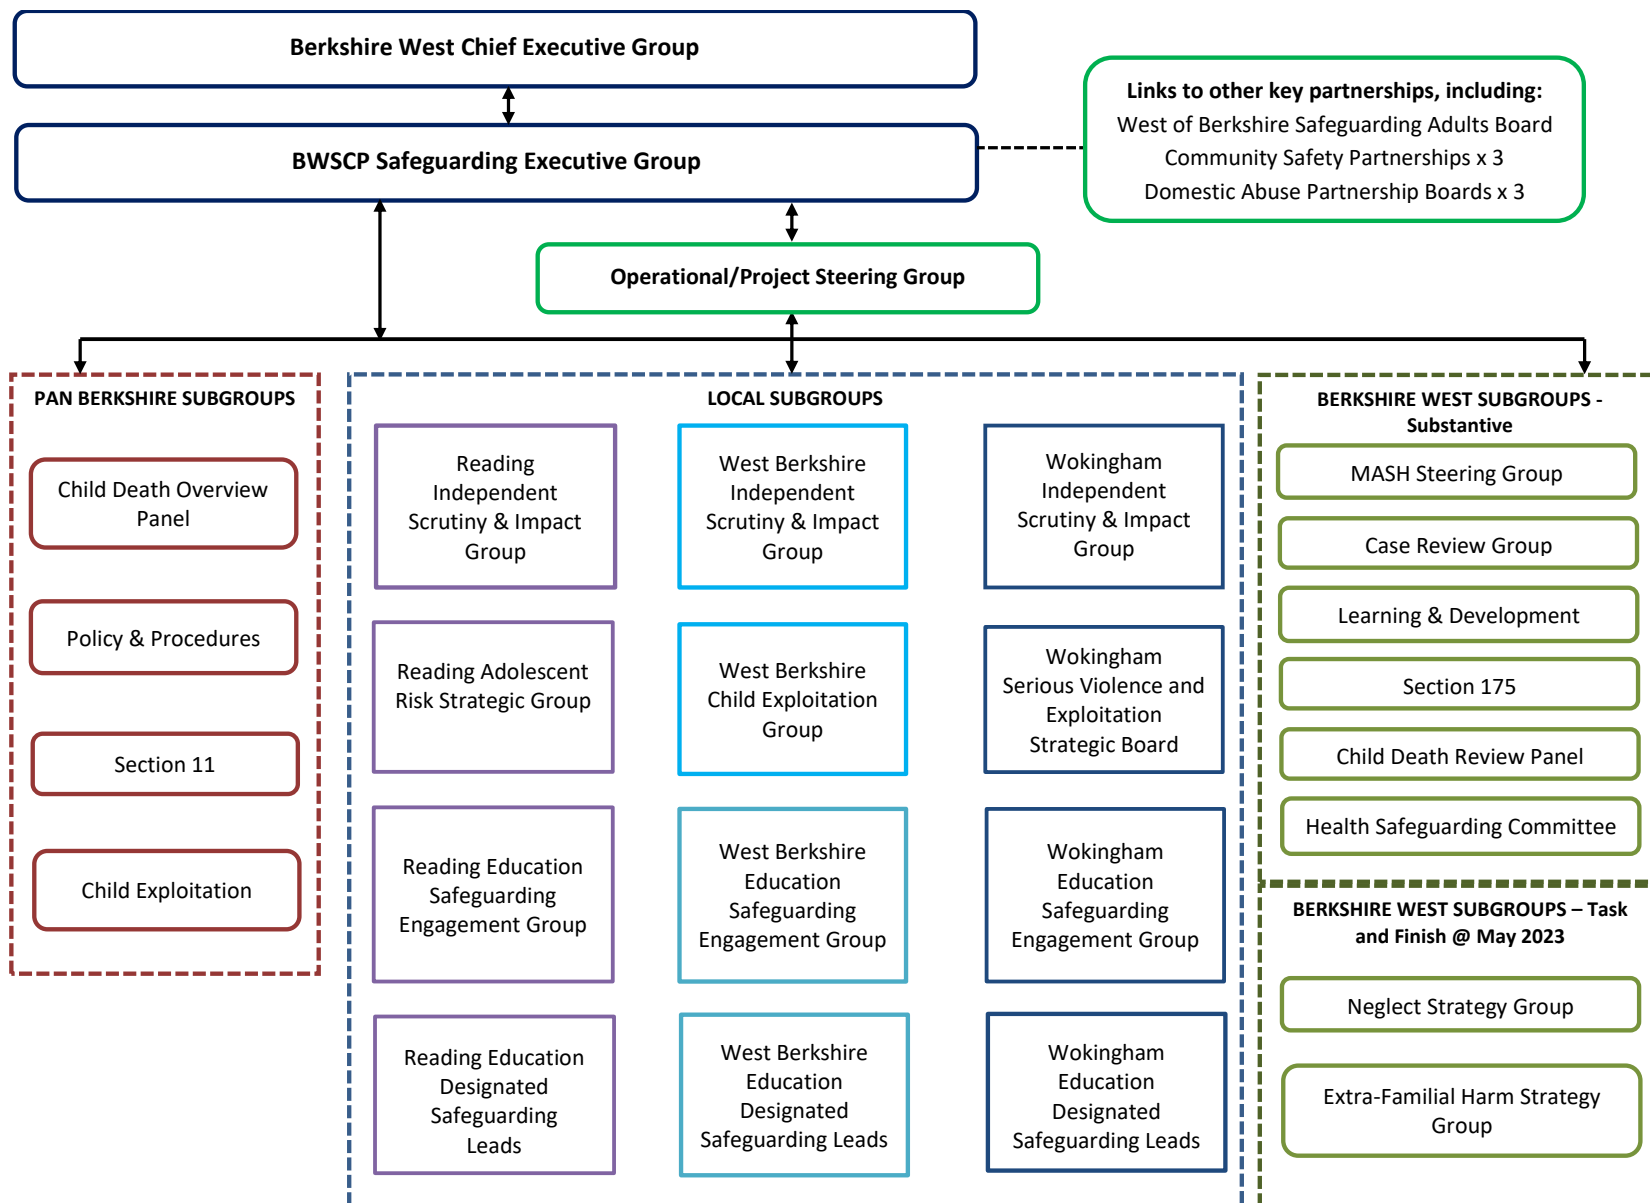 Berkshire West Chief Executive Group
BWSCP Safeguarding Executive Group
Links to other key partnerships, including:
West of Berkshire Safeguarding Adults Board
Community Safety Partnerships x 3
Domestic Abuse Partnership Boards x 3
Operational/Project Steering Group
PAN BERKSHIRE SUBGROUPS
Child Death Overview
Panel
Policy & Procedures
Section 11
Child Exploitation
LOCAL SUBGROUPS
Reading
Independent
Scrutiny & Impact
Group
West Berkshire
Independent
Scrutiny & Impact
Group
Wokingham
Independent
Scrutiny & Impact
Group
Reading Adolescent
Risk Strategic Group
West Berkshire
Child Exploitation
Group
Wokingham
Serious Violence and
Exploitation
Strategic Board
Reading Education
Safeguarding
Engagement Group
West Berkshire
Education
Safeguarding
Engagement Group
Wokingham
Education
Safeguarding
Engagement Group
Reading Education
Designated
Safeguarding
Leads
West Berkshire
Education
Designated
Safeguarding Leads
Wokingham
Education
Designated
Safeguarding Leads
BERKSHIRE WEST SUBGROUPS -
Substantive
MASH Steering Group
Case Review Group
Learning & Development
Section 175
Child Death Review Panel
Health Safeguarding Committee
BERKSHIRE WEST SUBGROUPS – Task
and Finish @ May 2023
Neglect Strategy Group
Extra-Familial Harm Strategy
Group